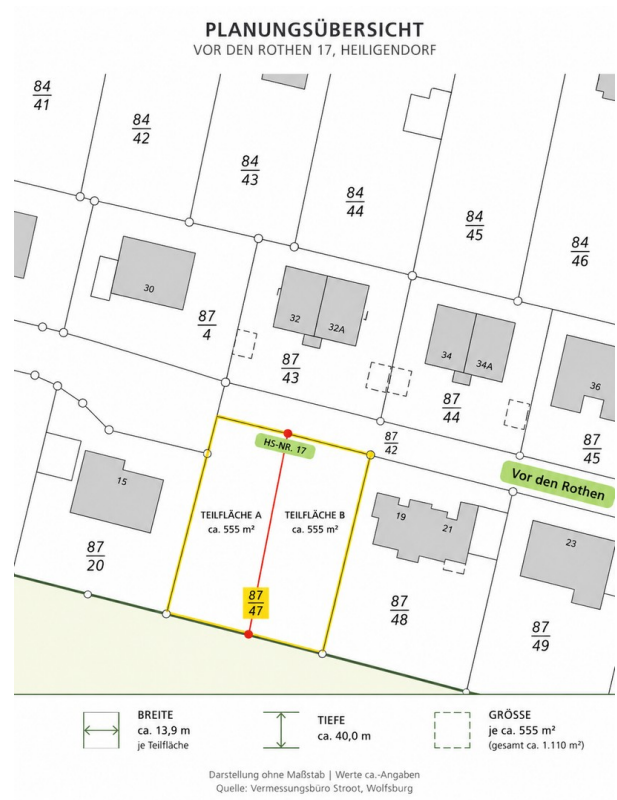 PLANUNGSÜBERSICHT
VOR DEN ROTHEN 17, HEILIGENDORF
84
41
84
42
84
43
84
44
84
45
84
46
30
87
4
32
32A
87
43
34
34A
87
44
36
87
45
87
42
HS-NR. 17
Vor den Rothen
15
87
20
TEILFLÄCHE A
ca. 555 m²
TEILFLÄCHE B
ca. 555 m²
87
47
19
21
87
48
23
87
49
BREITE
ca. 13,9 m
je Teilfläche
TIEFE
ca. 40,0 m
GRÖSSE
je ca. 555 m²
(gesamt ca. 1.110 m²)
Darstellung ohne Maßstab | Werte ca.-Angaben
Quelle: Vermessungsbüro Stroot, Wolfsburg